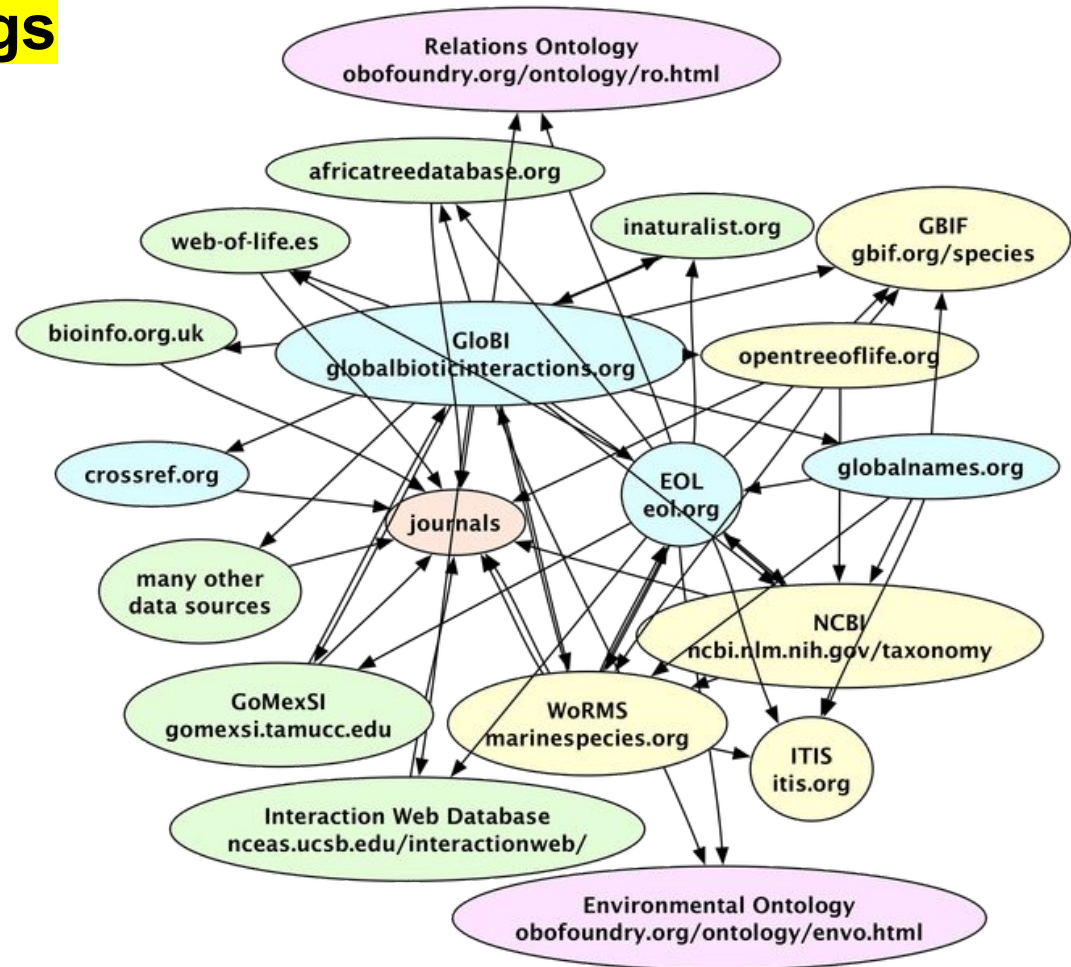 gs
Relations Ontology
obofoundry.org/ontology/ro.html
africatreedatabase.org
inaturalist.org
GBIF
gbif.org/species
web-of-life.es
bioinfo.org.uk
GloBI
globalbioticinteractions.org
opentreeoflife.org
crossref.org
EOL
eol.org
globalnames.org
journals
many other
data sources
NCBI
ncbi.nlm.nih.gov/taxonomy
GoMexSI
gomexsi.tamucc.edu
WoRMS
marinespecies.org
ITIS
itis.org
Interaction Web Database
nceas.ucsb.edu/interactionweb/
Environmental Ontology
obofoundry.org/ontology/envo.html